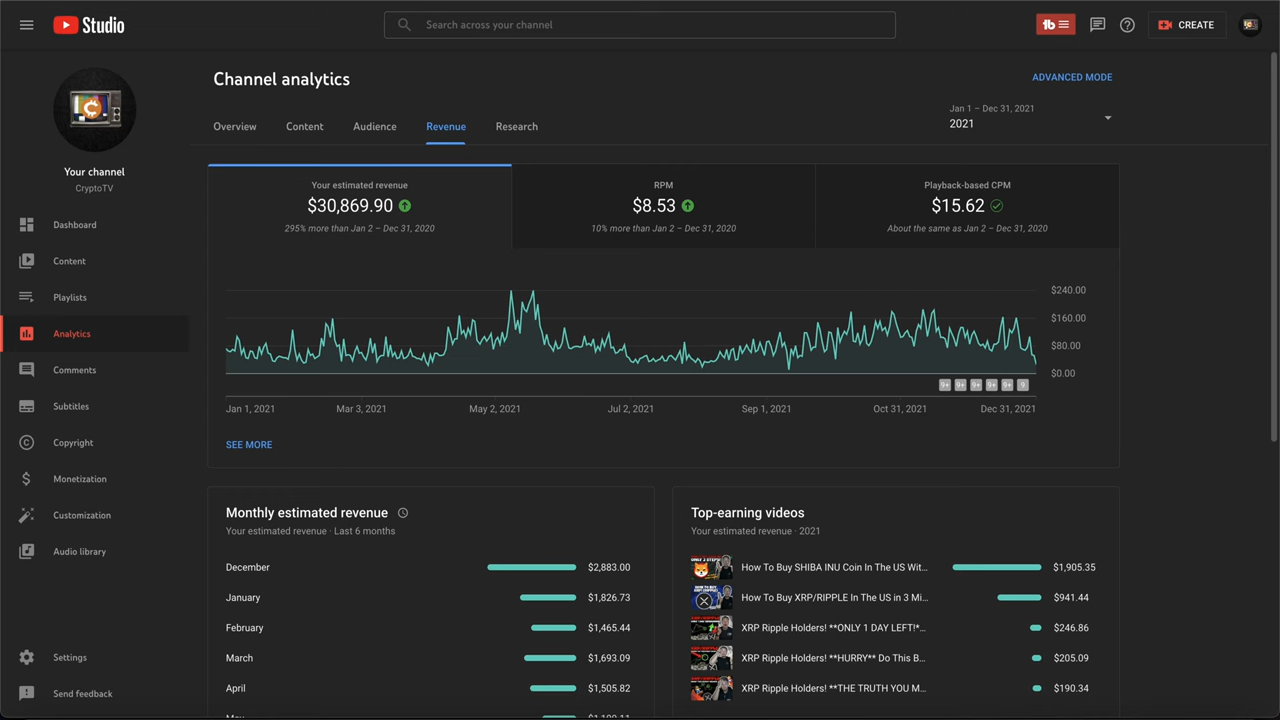 Studio
Search across your channel
CREATE
Channel analytics
ADVANCED MODE
Jan 1 – Dec 31, 2021
2021
Overview
Content
Audience
Revenue
Research
Your channel
CryptoTV
Dashboard
Content
Playlists
Analytics
Comments
Subtitles
Copyright
Monetization
Customization
Audio library
Settings
Send feedback
Your estimated revenue
$30,869.90
295% more than Jan 2 – Dec 31, 2020
RPM
$8.53
10% more than Jan 2 – Dec 31, 2020
Playback-based CPM
$15.62
About the same as Jan 2 – Dec 31, 2020
$240.00
$160.00
$80.00
$0.00
9+ 9+ 9+ 9+ 9+ 9
Jan 1, 2021
Mar 3, 2021
May 2, 2021
Jul 2, 2021
Sep 1, 2021
Oct 31, 2021
Dec 31, 2021
SEE MORE
Monthly estimated revenue
Your estimated revenue · Last 6 months
December $2,883.00
January $1,826.73
February $1,465.44
March $1,693.09
April $1,505.82
Top-earning videos
Your estimated revenue · 2021
How To Buy SHIBA INU Coin In The US Wit... $1,905.35
How To Buy XRP/RIPPLE In The US in 3 Mi... $941.44
XRP Ripple Holders! **ONLY 1 DAY LEFT!*... $246.86
XRP Ripple Holders! **HURRY** Do This B... $205.09
XRP Ripple Holders! **THE TRUTH YOU M... $190.34